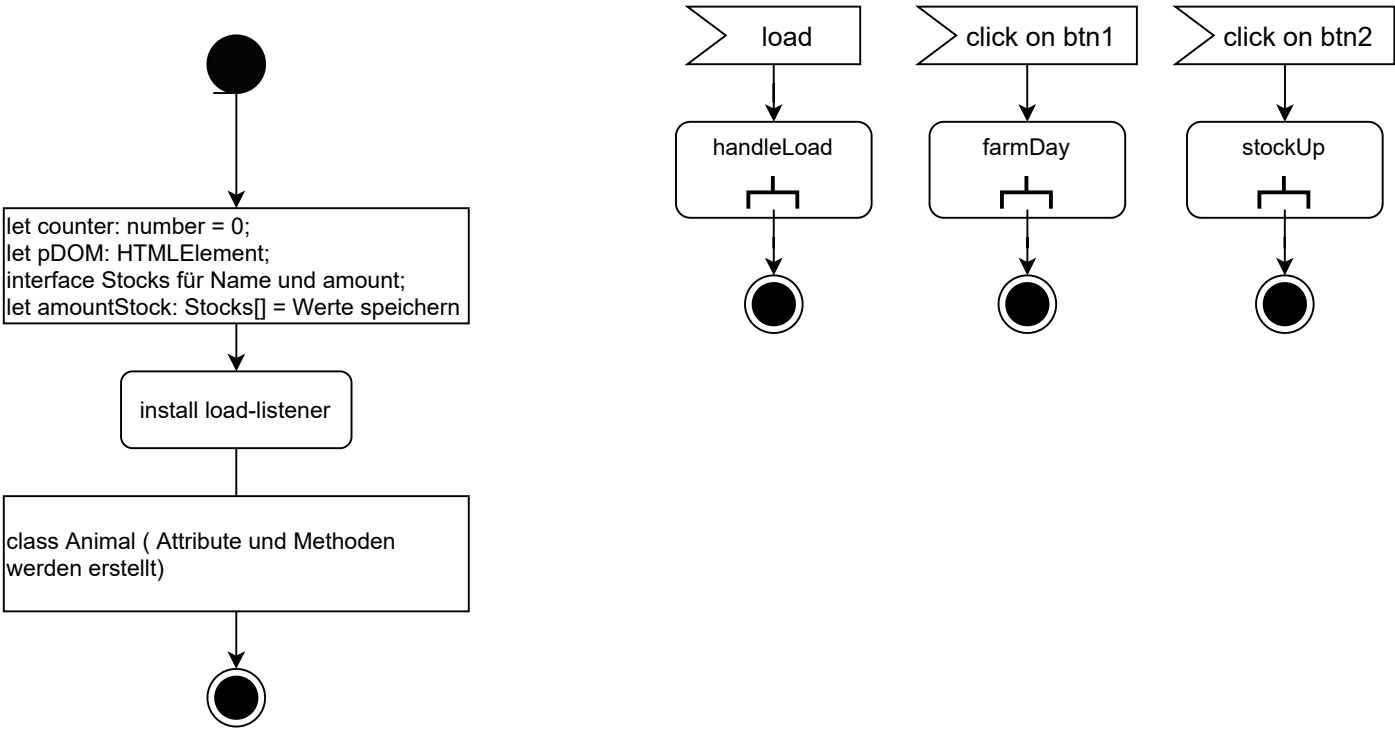 let counter: number = 0;
let pDOM: HTMLElement;
interface Stocks für Name und amount;
let amountStock: Stocks[] = Werte speichern
install load-listener
class Animal ( Attribute und Methoden
werden erstellt)
load
handleLoad
click on btn1
farmDay
click on btn2
stockUp